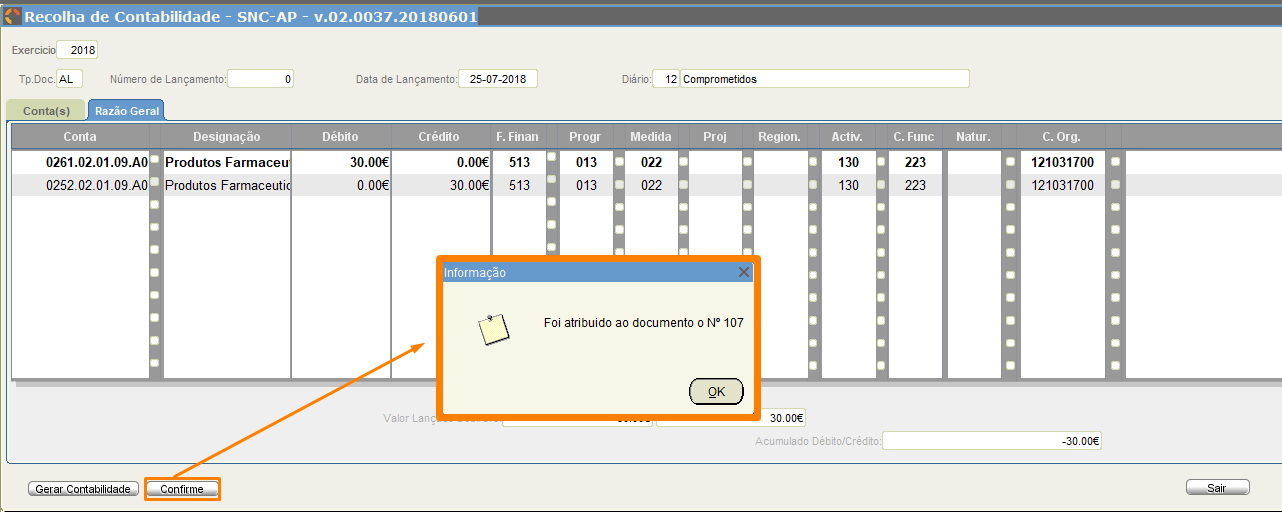 Recolha de Contabilidade - SNC-AP - v.02.0037.20180601
Exercicio 2018
Tp.Doc. AL Número de Lançamento: 0 Data de Lançamento: 25-07-2018 Diário: 12 Comprometidos
Conta(s) Razão Geral
Conta Designação Débito Crédito F. Finan Progr Medida Proj Region. Activ. C. Func Natur. C. Org.
0261.02.01.09.A0 Produtos Farmaceut 30.00€ 0.00€ 513 013 022 130 223 121031700
0252.02.01.09.A0 Produtos Farmaceutic 0.00€ 30.00€ 513 013 022 130 223 121031700
Informação
Foi atribuido ao documento o Nº 107
OK
Valor Lanç 30.00€
Acumulado Débito/Crédito: -30.00€
Gerar Contabilidade Confirme Sair